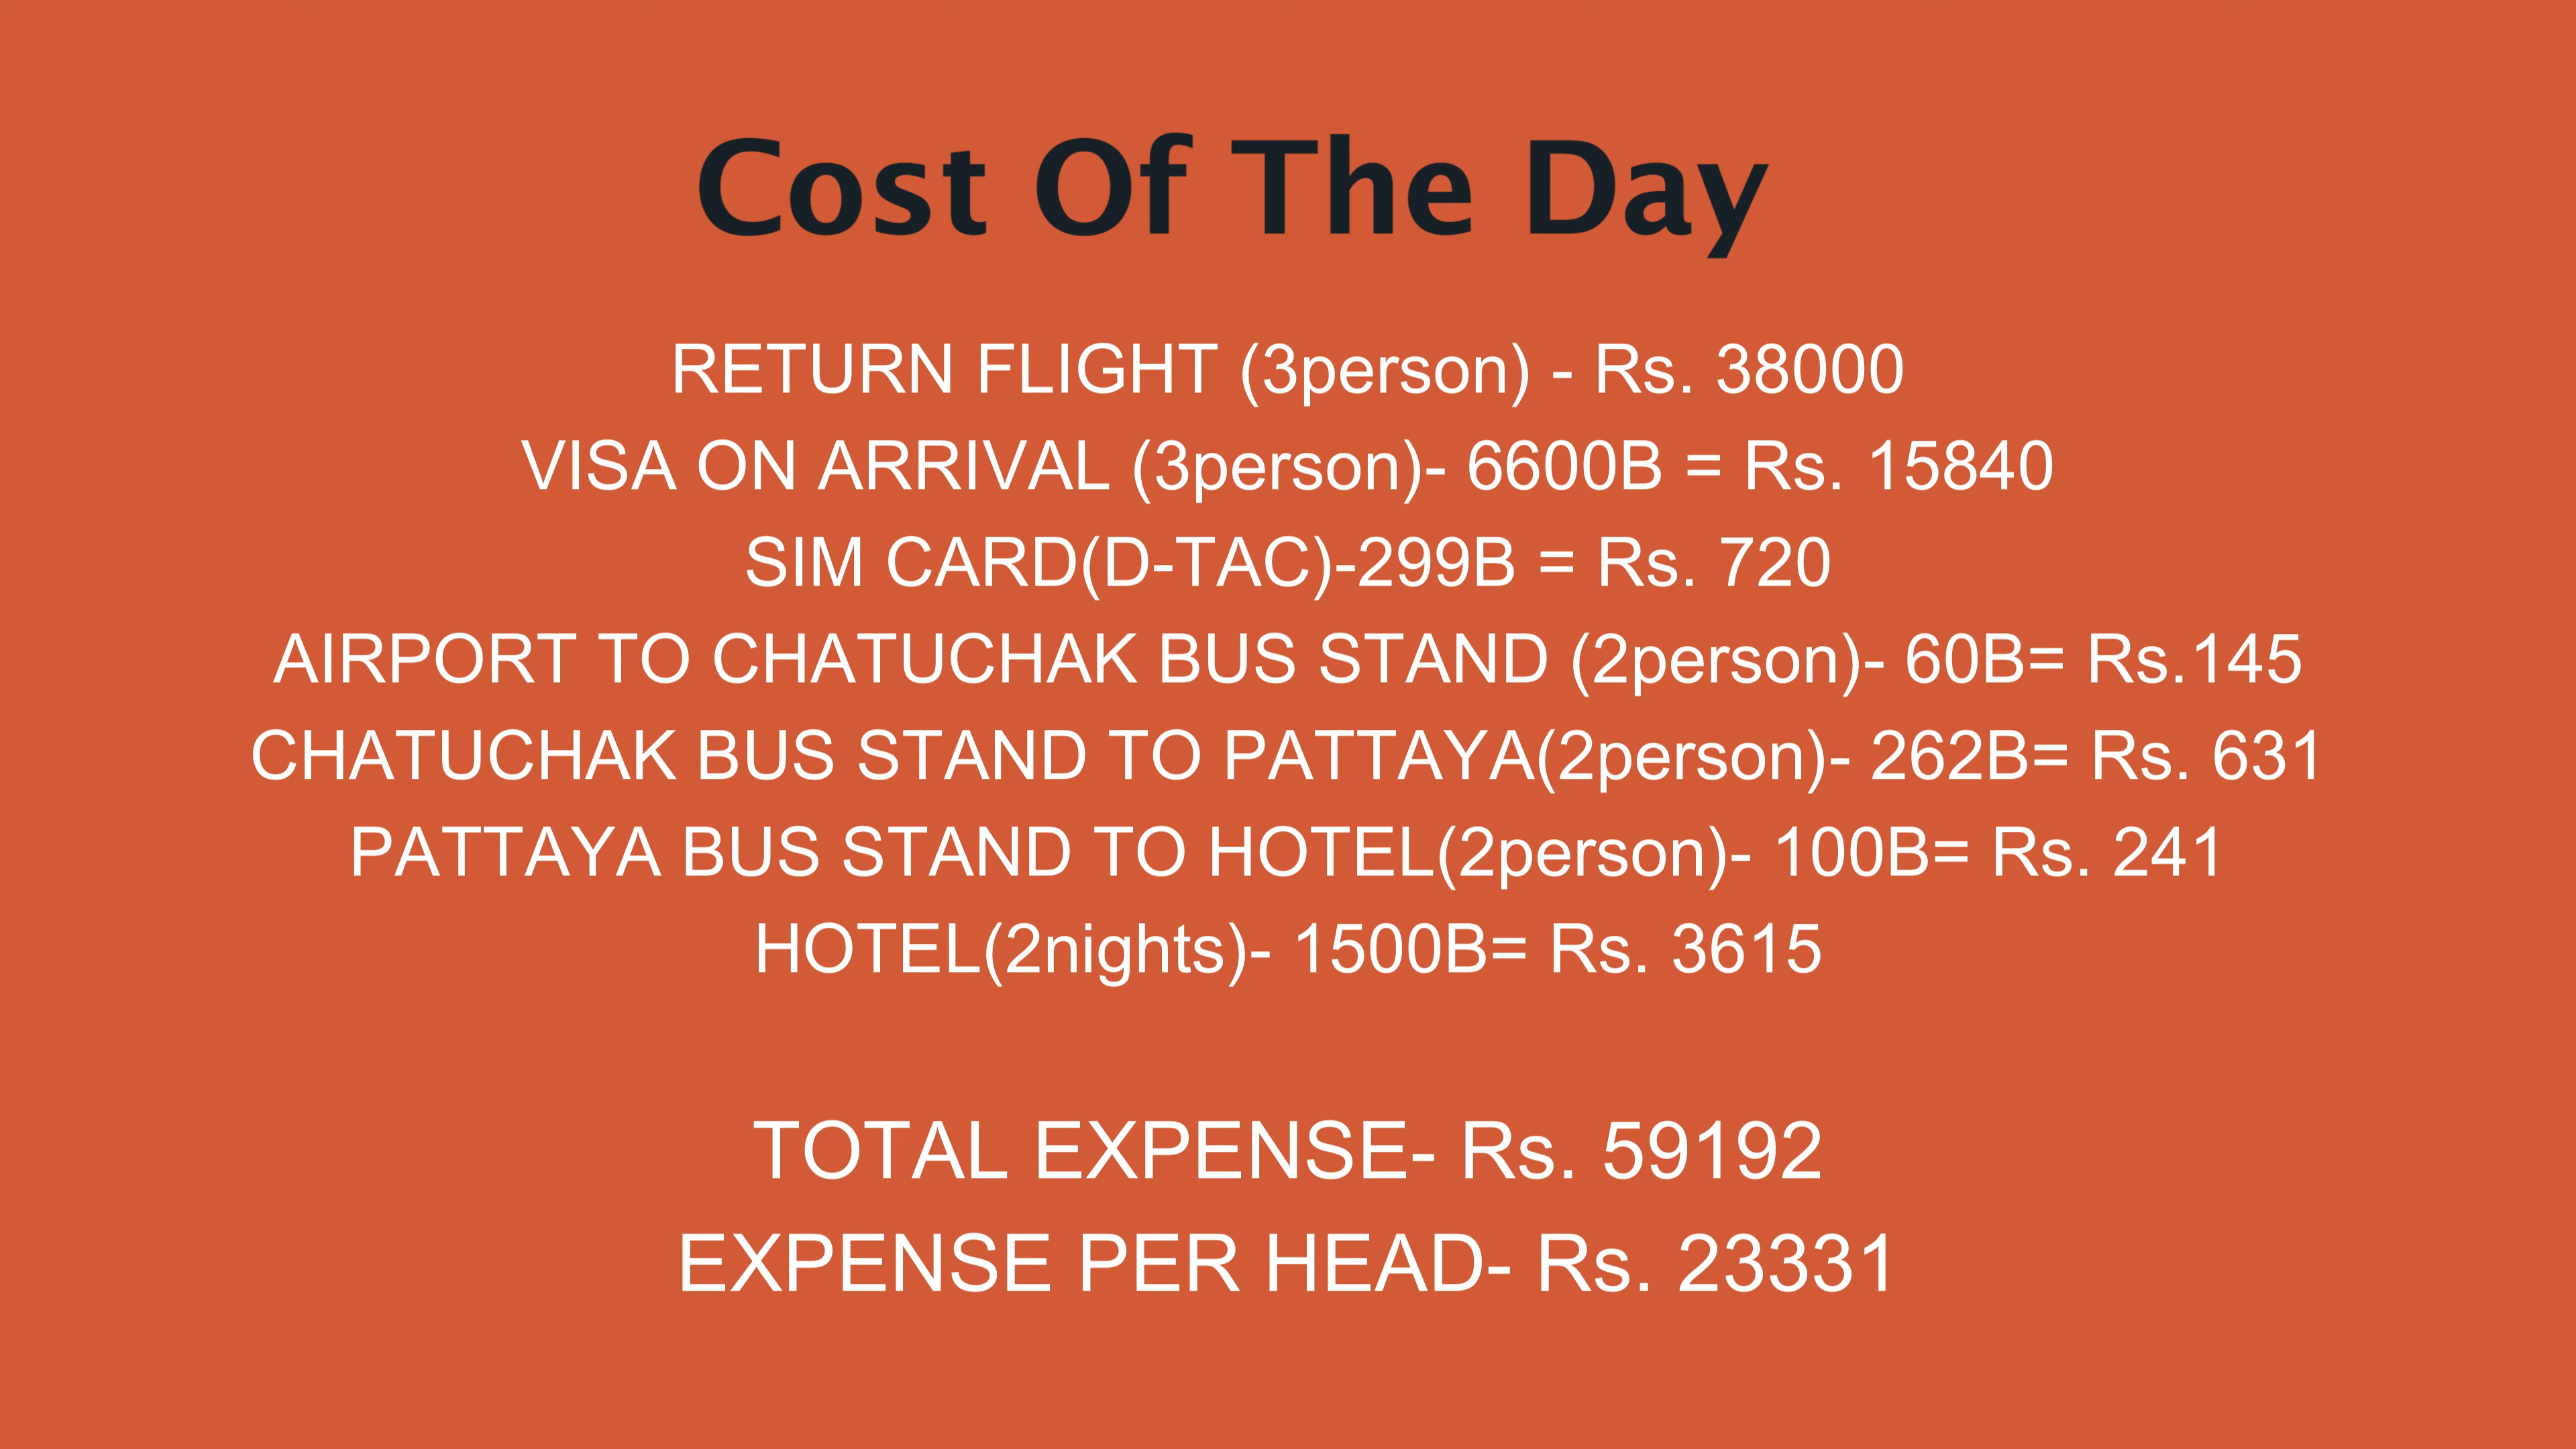 Cost Of The Day
RETURN FLIGHT (3person) - Rs. 38000
VISA ON ARRIVAL (3person)- 6600B = Rs. 15840
SIM CARD(D-TAC)-299B = Rs. 720
AIRPORT TO CHATUCHAK BUS STAND (2person)- 60B= Rs.145
CHATUCHAK BUS STAND TO PATTAYA(2person)- 262B= Rs. 631
PATTAYA BUS STAND TO HOTEL(2person)- 100B= Rs. 241
HOTEL(2nights)- 1500B= Rs. 3615
TOTAL EXPENSE- Rs. 59192
EXPENSE PER HEAD- Rs. 23331